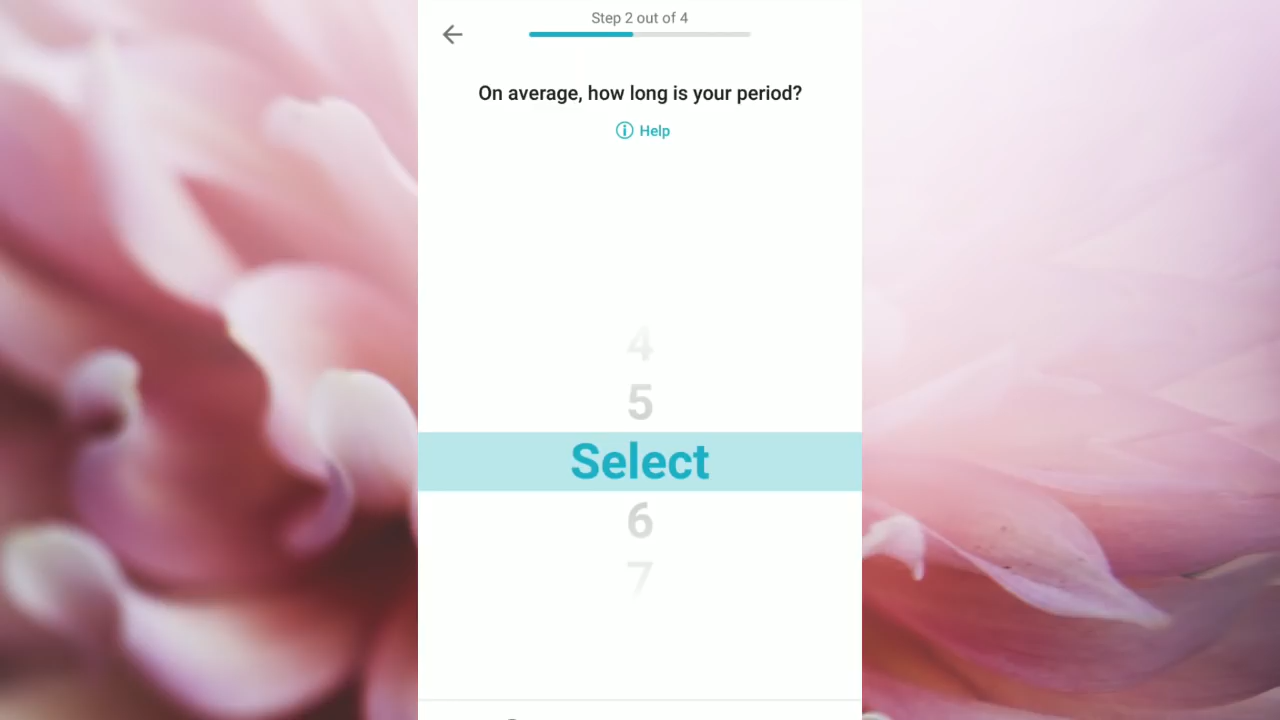 Step 2 out of 4
On average, how long is your period?
Help
4
5
Select
6
7